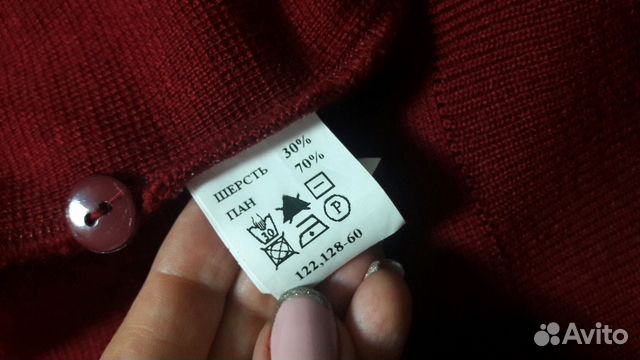 ШЕРСТЬ 30%
ПАН 70%
30
P
122,128-60
Avito